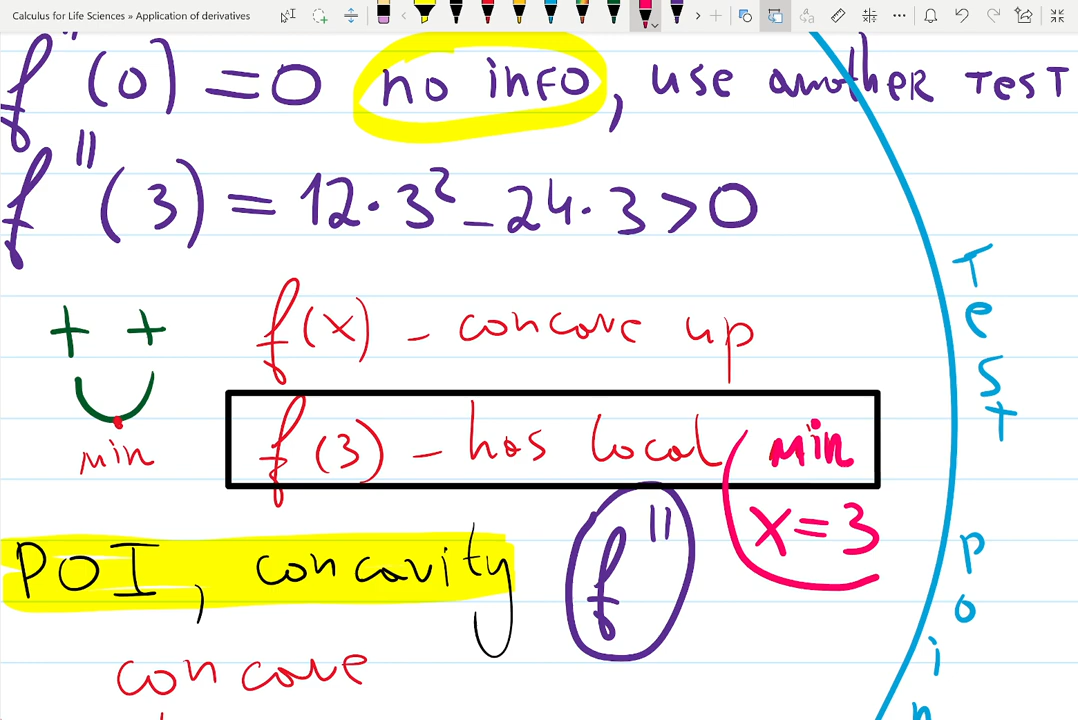 Calculus for Life Sciences » Application of derivatives
f''(0) = 0 no info, use another TEST
f''(3) = 12·3² - 24·3 > 0
+ +
f(x) - concave up
min
f(3) - has local min
x = 3
POI, concavity
f''
concave
Test
poin